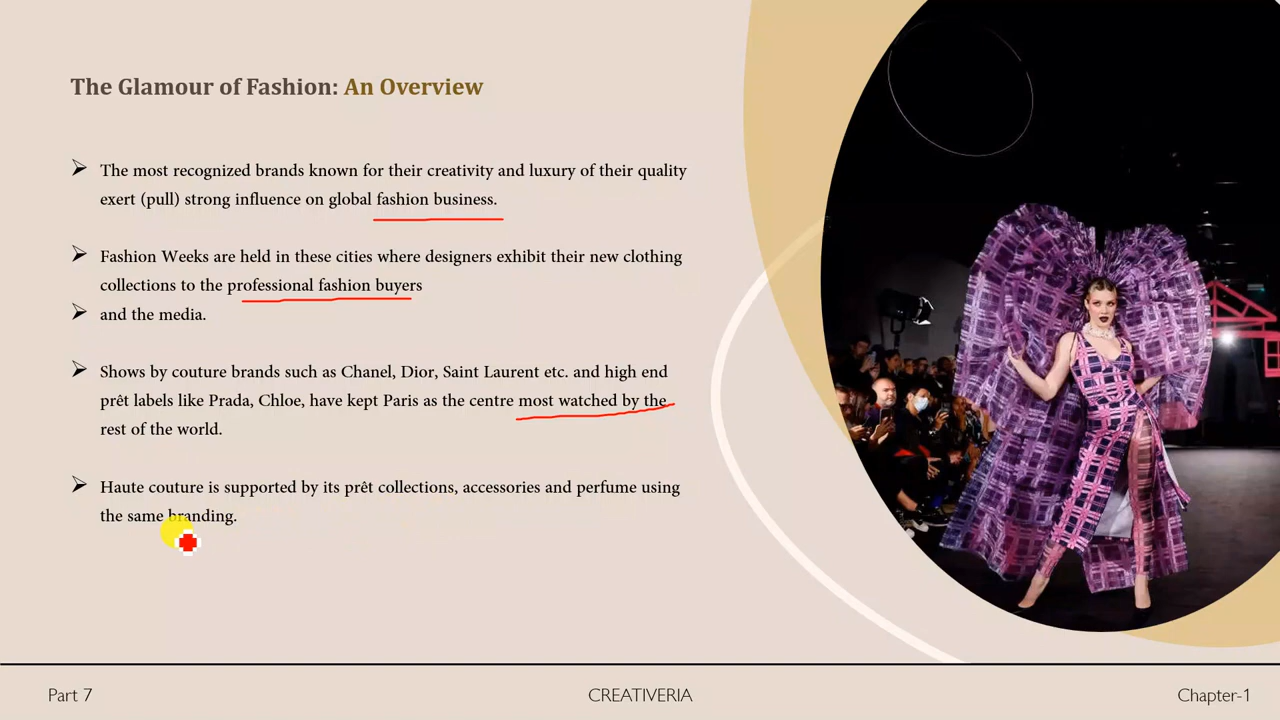 The Glamour of Fashion: An Overview
The most recognized brands known for their creativity and luxury of their quality
exert (pull) strong influence on global fashion business.
Fashion Weeks are held in these cities where designers exhibit their new clothing
collections to the professional fashion buyers
and the media.
Shows by couture brands such as Chanel, Dior, Saint Laurent etc. and high end
prêt labels like Prada, Chloe, have kept Paris as the centre most watched by the
rest of the world.
Haute couture is supported by its prêt collections, accessories and perfume using
the same branding.
Part 7
CREATIVERIA
Chapter-1